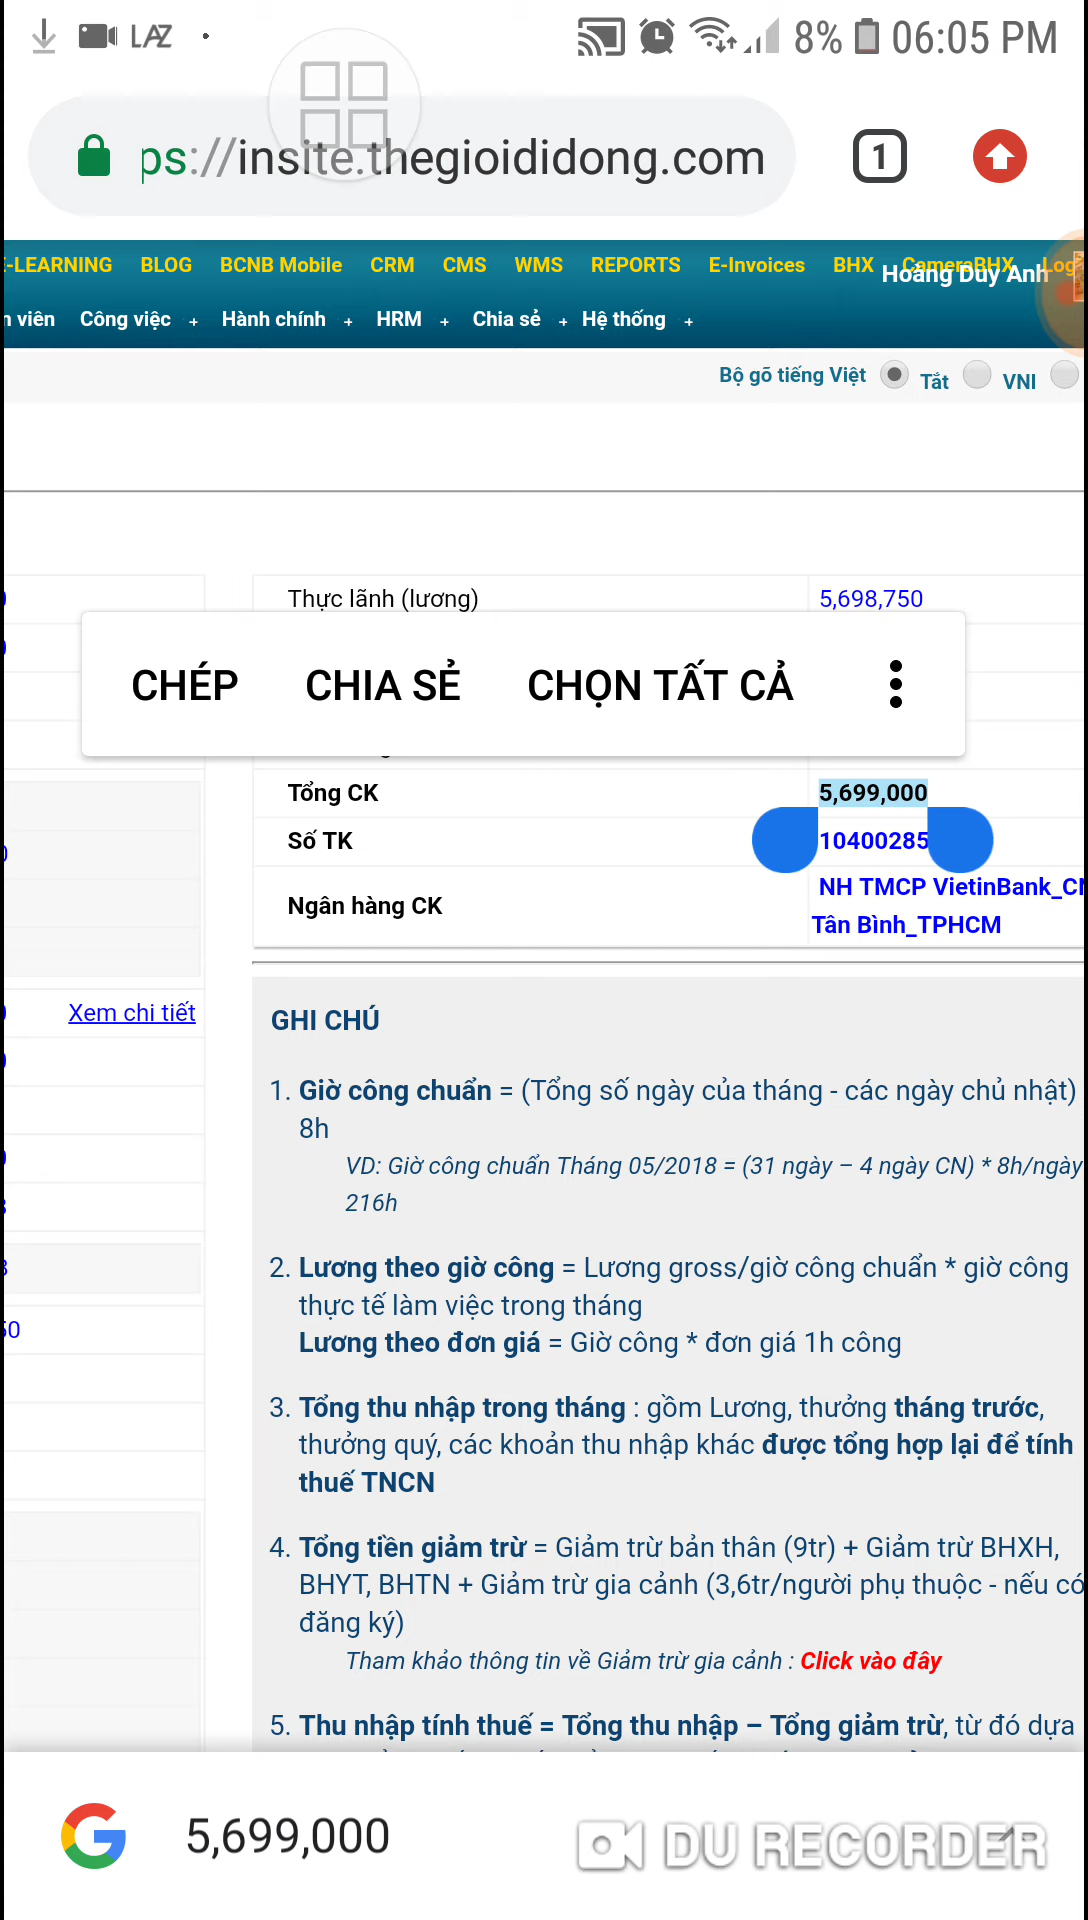 LAZ
8% 06:05 PM
ps://insite.thegioididong.com
1
E-LEARNING BLOG BCNB Mobile CRM CMS WMS REPORTS E-Invoices BHX CameraBHX Log
Hoàng Duy Anh
n viên Công việc + Hành chính + HRM + Chia sẻ + Hệ thống +
Bộ gõ tiếng Việt Tắt VNI
Thực lãnh (lương) 5,698,750
CHÉP CHIA SẺ CHỌN TẤT CẢ
Tổng CK 5,699,000
Số TK 10400285
Ngân hàng CK NH TMCP VietinBank_CN
Tân Bình_TPHCM
Xem chi tiết
50
GHI CHÚ
1. Giờ công chuẩn = (Tổng số ngày của tháng - các ngày chủ nhật)
8h
VD: Giờ công chuẩn Tháng 05/2018 = (31 ngày – 4 ngày CN) * 8h/ngày
216h
2. Lương theo giờ công = Lương gross/giờ công chuẩn * giờ công
thực tế làm việc trong tháng
Lương theo đơn giá = Giờ công * đơn giá 1h công
3. Tổng thu nhập trong tháng : gồm Lương, thưởng tháng trước,
thưởng quý, các khoản thu nhập khác được tổng hợp lại để tính
thuế TNCN
4. Tổng tiền giảm trừ = Giảm trừ bản thân (9tr) + Giảm trừ BHXH,
BHYT, BHTN + Giảm trừ gia cảnh (3,6tr/người phụ thuộc - nếu có
đăng ký)
Tham khảo thông tin về Giảm trừ gia cảnh : Click vào đây
5. Thu nhập tính thuế = Tổng thu nhập – Tổng giảm trừ, từ đó dựa
5,699,000
DU RECORDER